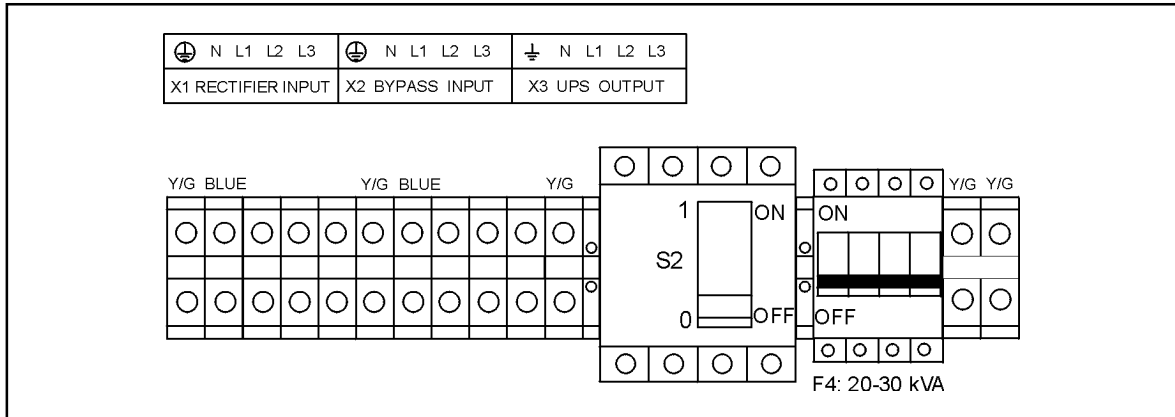 N L1 L2 L3 N L1 L2 L3 N L1 L2 L3
X1 RECTIFIER INPUT X2 BYPASS INPUT X3 UPS OUTPUT
Y/G BLUE Y/G BLUE Y/G Y/G Y/G
1 ON ON
S2
0 OFF OFF
F4: 20-30 kVA